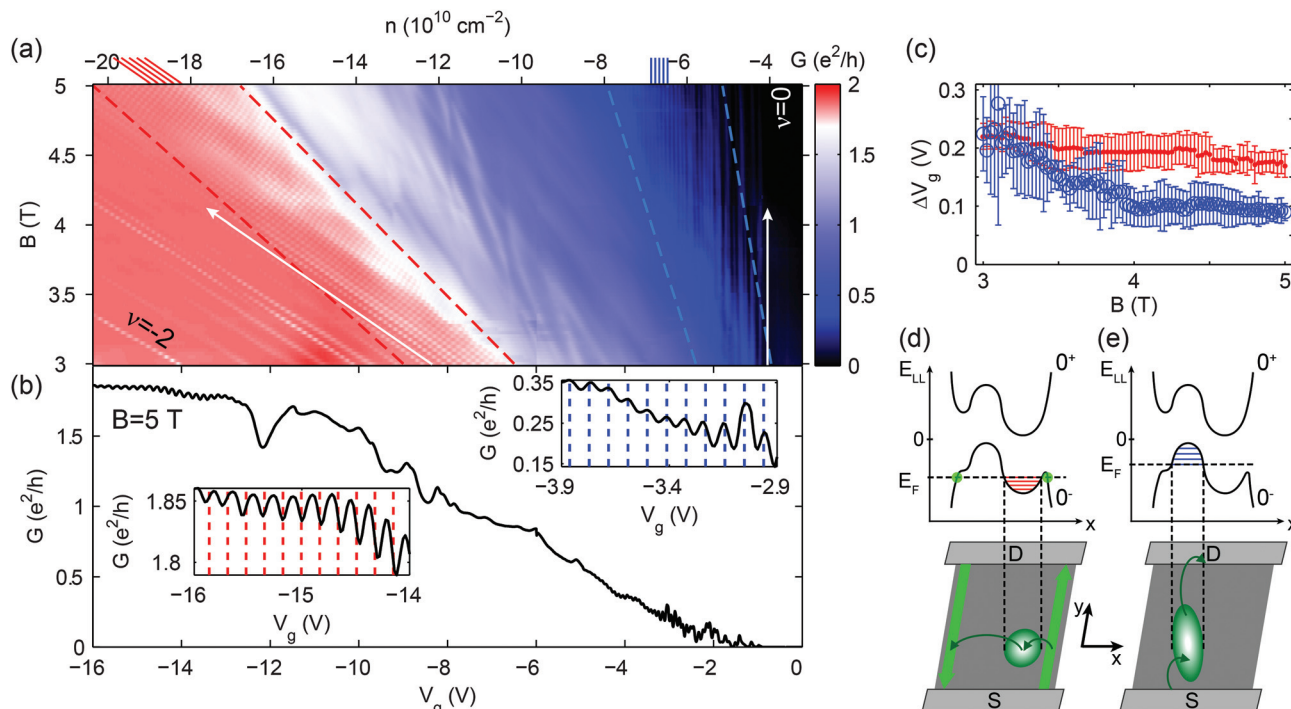 (a)
n (10¹⁰ cm⁻²)
−20 −18 −16 −14 −12 −10 −8 −6 −4 G (e²/h)
5
4.5
4
3.5
3
B (T)
ν=-2
ν=0
2
1.5
1
0.5
0
(b)
B=5 T
1.5
1
0.5
0
G (e²/h)
−16 −14 −12 −10 −8 −6 −4 −2 0
V_g (V)
1.85
1.8
G (e²/h)
−16 −15 −14
V_g (V)
0.35
0.25
0.15
G (e²/h)
−3.9 −3.4 −2.9
V_g (V)
(c)
0.3
0.2
0.1
0
ΔV_g (V)
3 4 5
B (T)
(d)
E_LL
0⁺
0
E_F
0⁻
x
D
S
y
x
(e)
E_LL
0⁺
0
E_F
0⁻
x
D
S